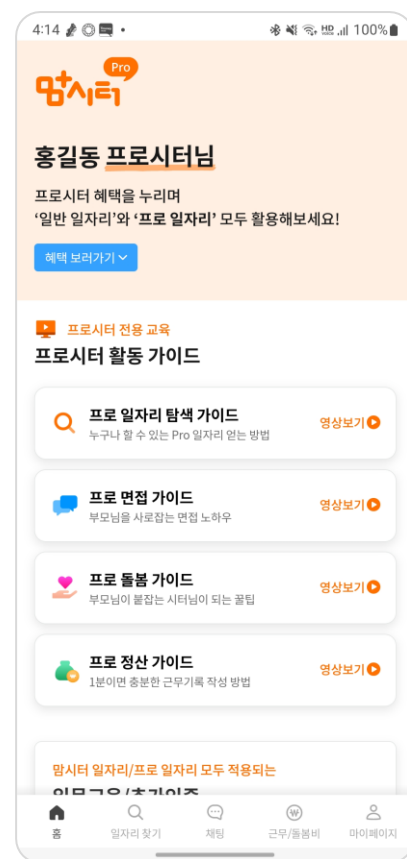 4:14
HD
100%
Pro
맘시터
홍길동 프로시터님
프로시터 혜택을 누리며
‘일반 일자리’와 ‘프로 일자리’ 모두 활용해보세요!
혜택 보러가기
프로시터 전용 교육
프로시터 활동 가이드
프로 일자리 탐색 가이드
누구나 할 수 있는 Pro 일자리 얻는 방법
영상보기
프로 면접 가이드
부모님을 사로잡는 면접 노하우
영상보기
프로 돌봄 가이드
부모님이 붙잡는 시터님이 되는 꿀팁
영상보기
프로 정산 가이드
1분이면 충분한 근무기록 작성 방법
영상보기
맘시터 일자리/프로 일자리 모두 적용되는
홈
일자리 찾기
채팅
근무/돌봄비
마이페이지